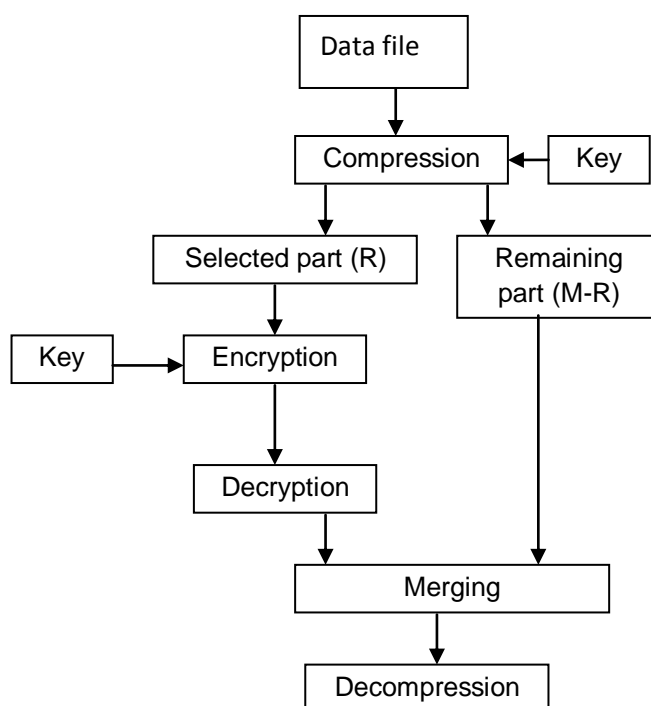 Data file
Compression
Key
Selected part (R)
Remaining
part (M-R)
Key
Encryption
Decryption
Merging
Decompression